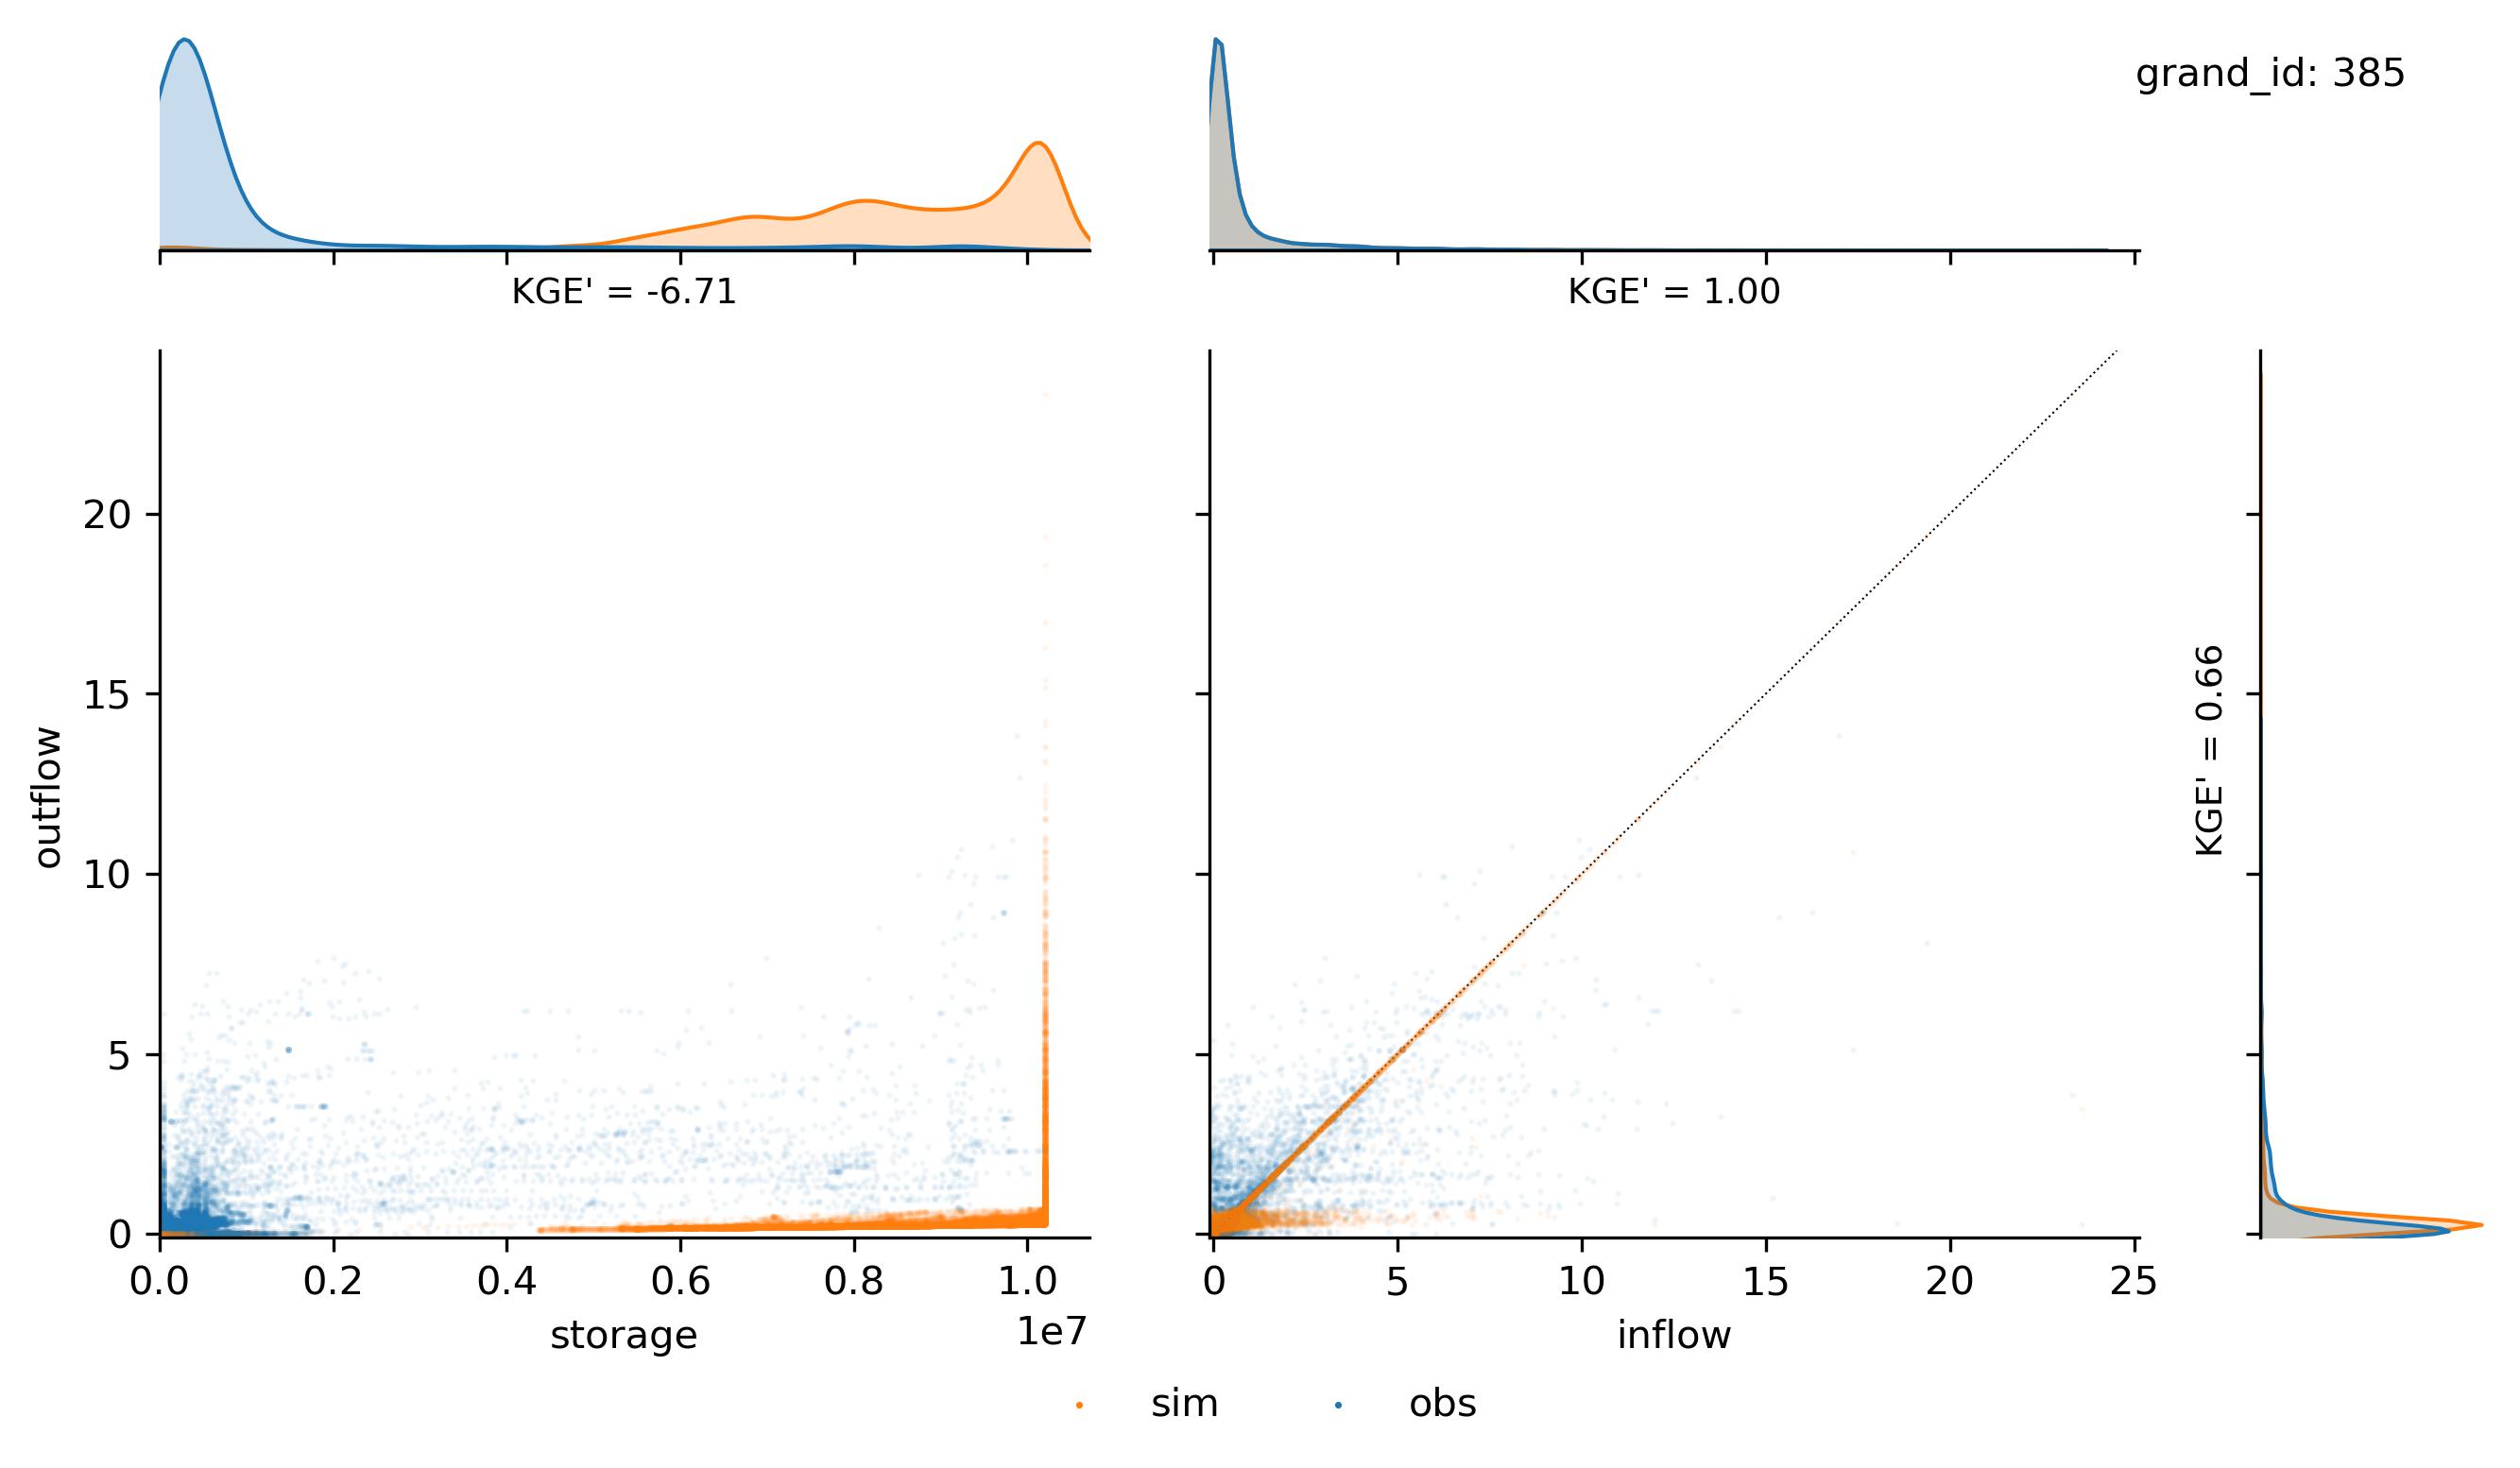 grand_id: 385
KGE' = -6.71
KGE' = 1.00
outflow
20
15
10
5
0
KGE' = 0.66
0.0 0.2 0.4 0.6 0.8 1.0
1e7
storage
0 5 10 15 20 25
inflow
sim obs